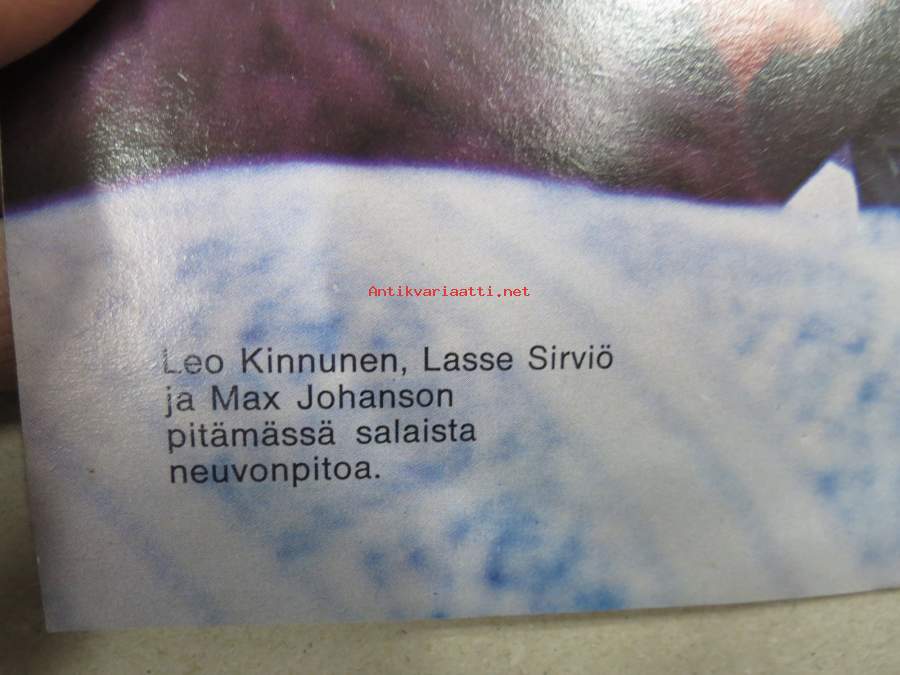 Antikvariaatti.net
Leo Kinnunen, Lasse Sirviö
ja Max Johanson
pitämässä salaista
neuvonpitoa.